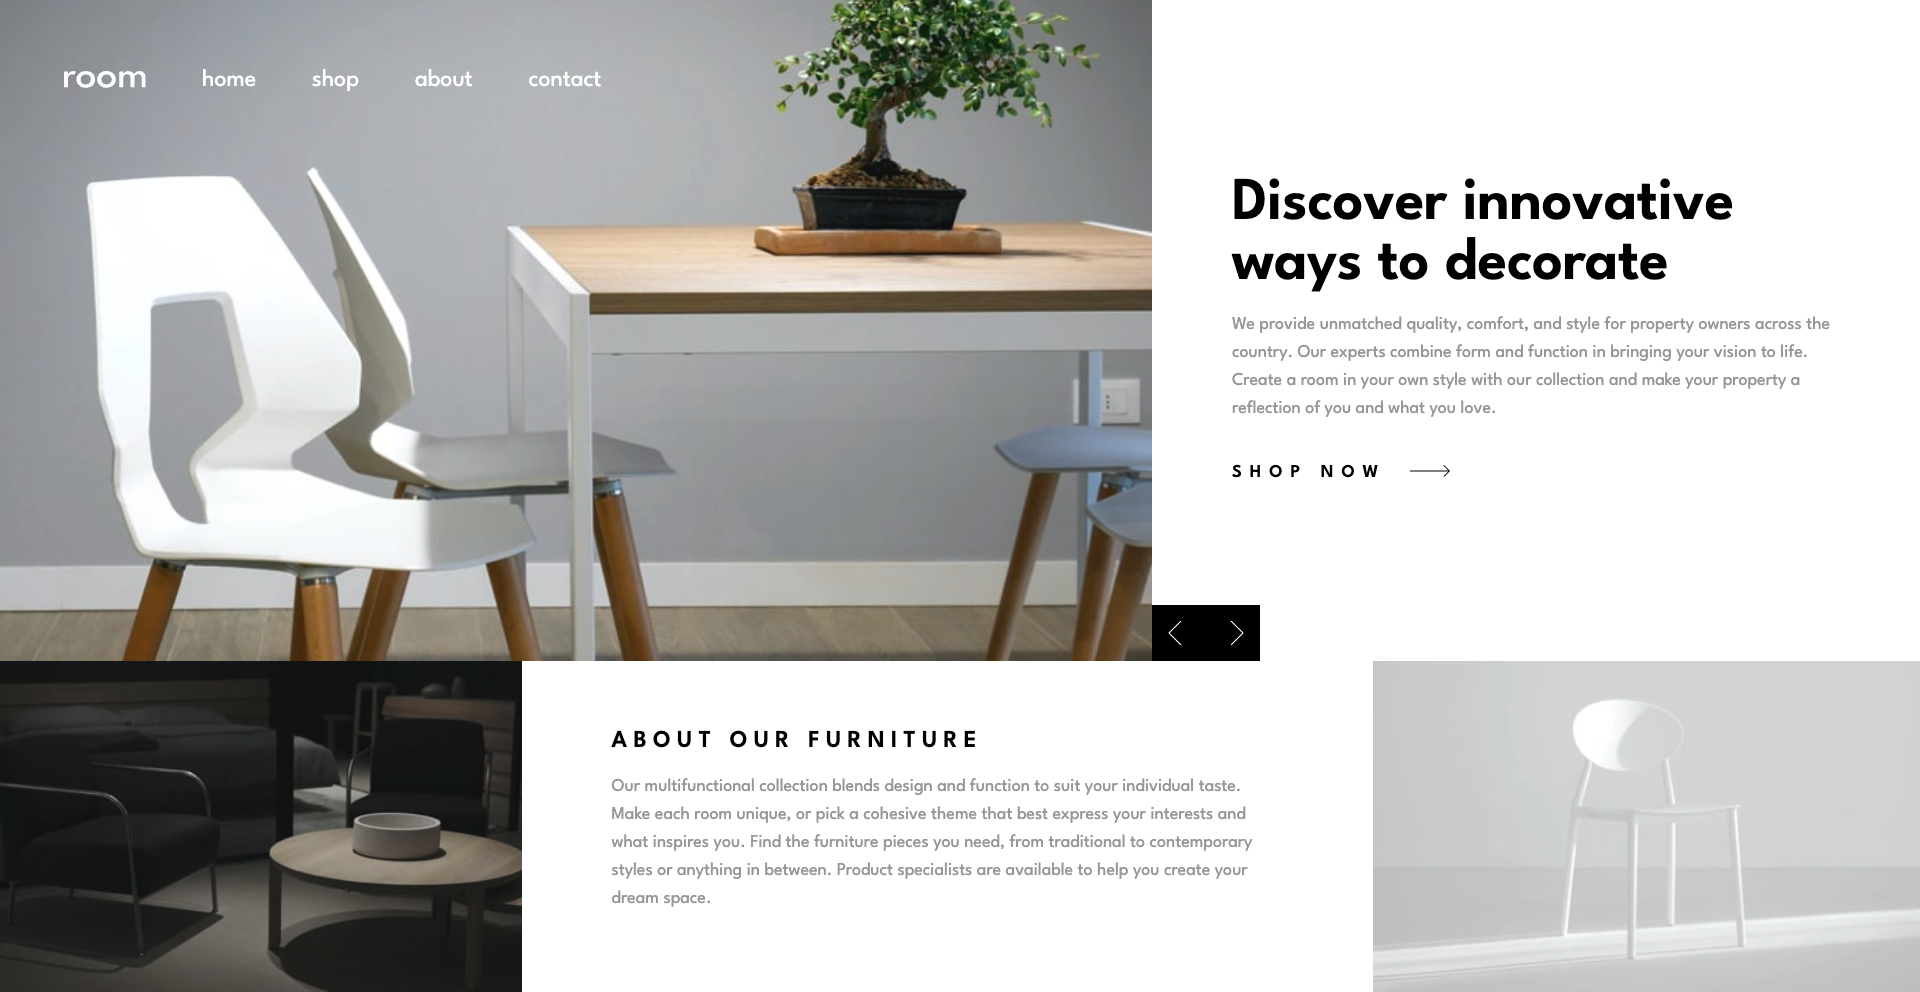 room home shop about contact
Discover innovative
ways to decorate
We provide unmatched quality, comfort, and style for property owners across the
country. Our experts combine form and function in bringing your vision to life.
Create a room in your own style with our collection and make your property a
reflection of you and what you love.
SHOP NOW
ABOUT OUR FURNITURE
Our multifunctional collection blends design and function to suit your individual taste.
Make each room unique, or pick a cohesive theme that best express your interests and
what inspires you. Find the furniture pieces you need, from traditional to contemporary
styles or anything in between. Product specialists are available to help you create your
dream space.